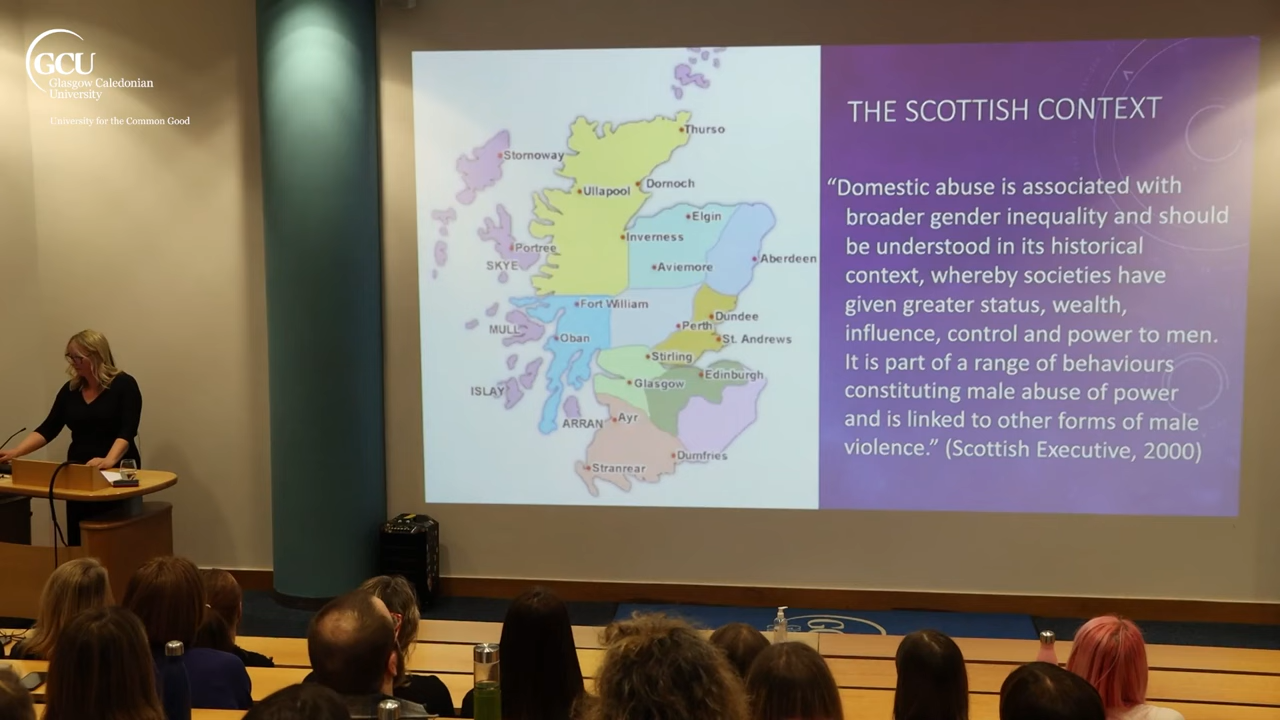 GCU
Glasgow Caledonian
University
University for the Common Good
Thurso
Stornoway
Ullapool
Dornoch
Elgin
Inverness
Portree
SKYE
Aviemore
Aberdeen
Fort William
Dundee
MULL
Perth
Oban
St. Andrews
Stirling
Edinburgh
Glasgow
ISLAY
ARRAN
Ayr
Dumfries
Stranrear
THE SCOTTISH CONTEXT
“Domestic abuse is associated with
broader gender inequality and should
be understood in its historical
context, whereby societies have
given greater status, wealth,
influence, control and power to men.
It is part of a range of behaviours
constituting male abuse of power
and is linked to other forms of male
violence.” (Scottish Executive, 2000)